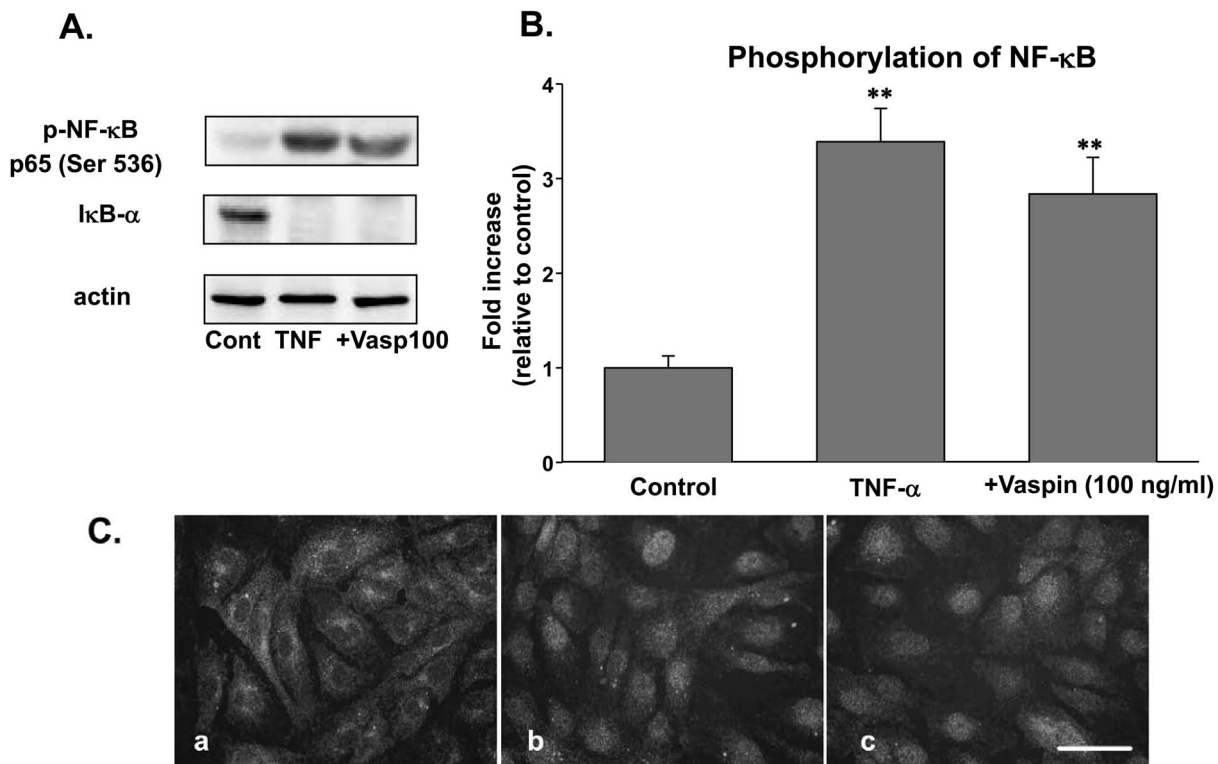 A.
p-NF-κB
p65 (Ser 536)
IκB-α
actin
Cont TNF +Vasp100
B.
Phosphorylation of NF-κB
Fold increase
(relative to control)
4
3
2
1
0
**
**
Control TNF-α +Vaspin (100 ng/ml)
C.
a b c